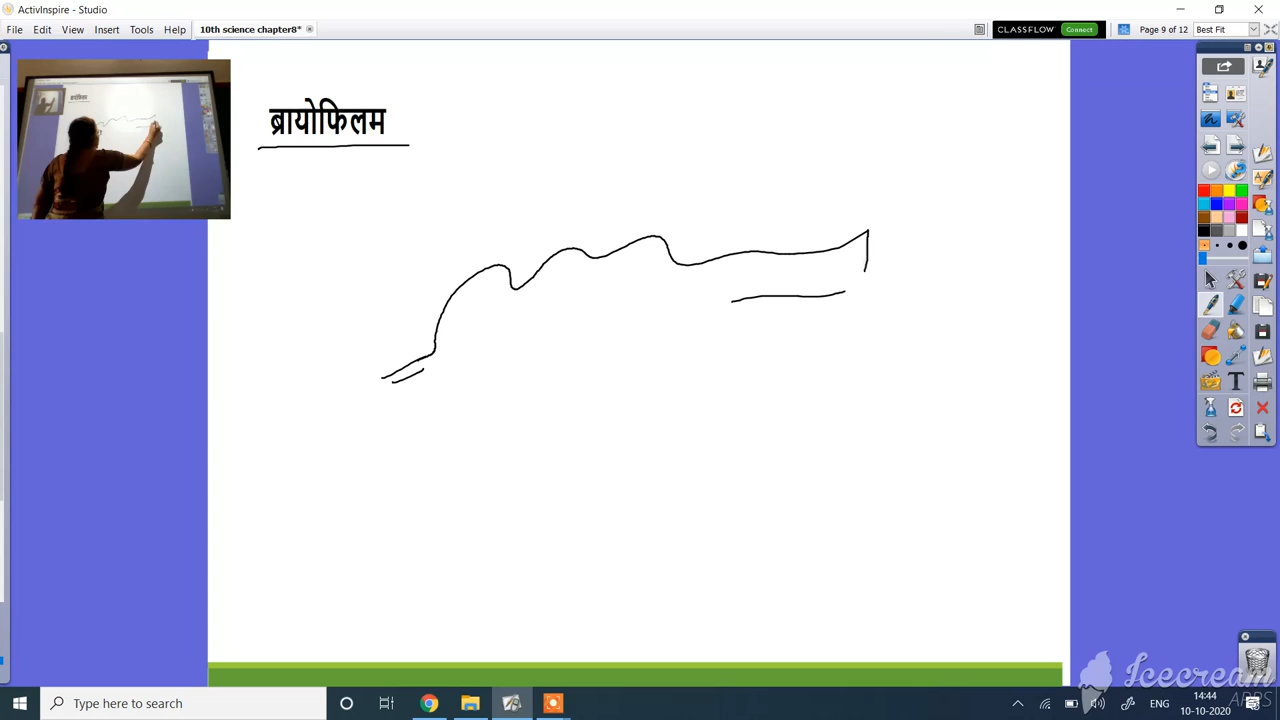 ActivInspire - Studio
File Edit View Insert Tools Help 10th science chapter8* CLASSFLOW Connect Page 9 of 12 Best Fit
ब्रायोफिलम
Icecream
APPS
Type here to search
ENG
14:44
10-10-2020